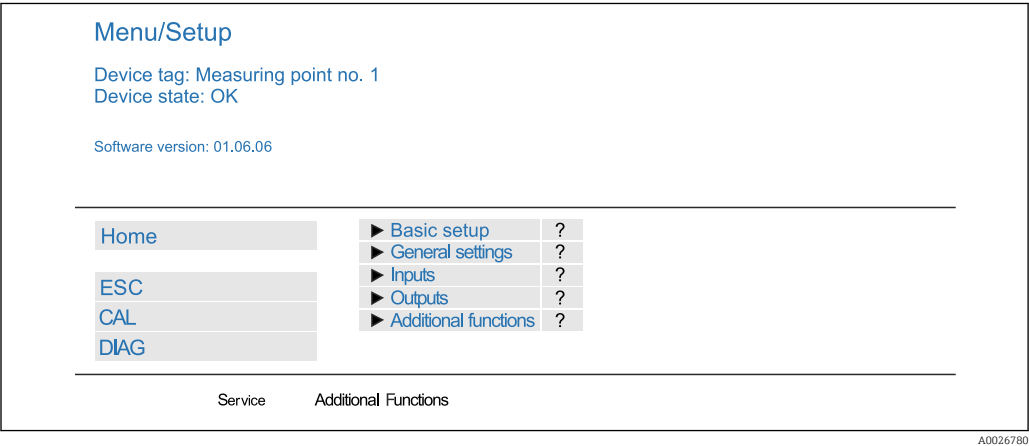 Menu/Setup
Device tag: Measuring point no. 1
Device state: OK
Software version: 01.06.06
Home
ESC
CAL
DIAG
► Basic setup ?
► General settings ?
► Inputs ?
► Outputs ?
► Additional functions ?
Service Additional Functions
A0026780